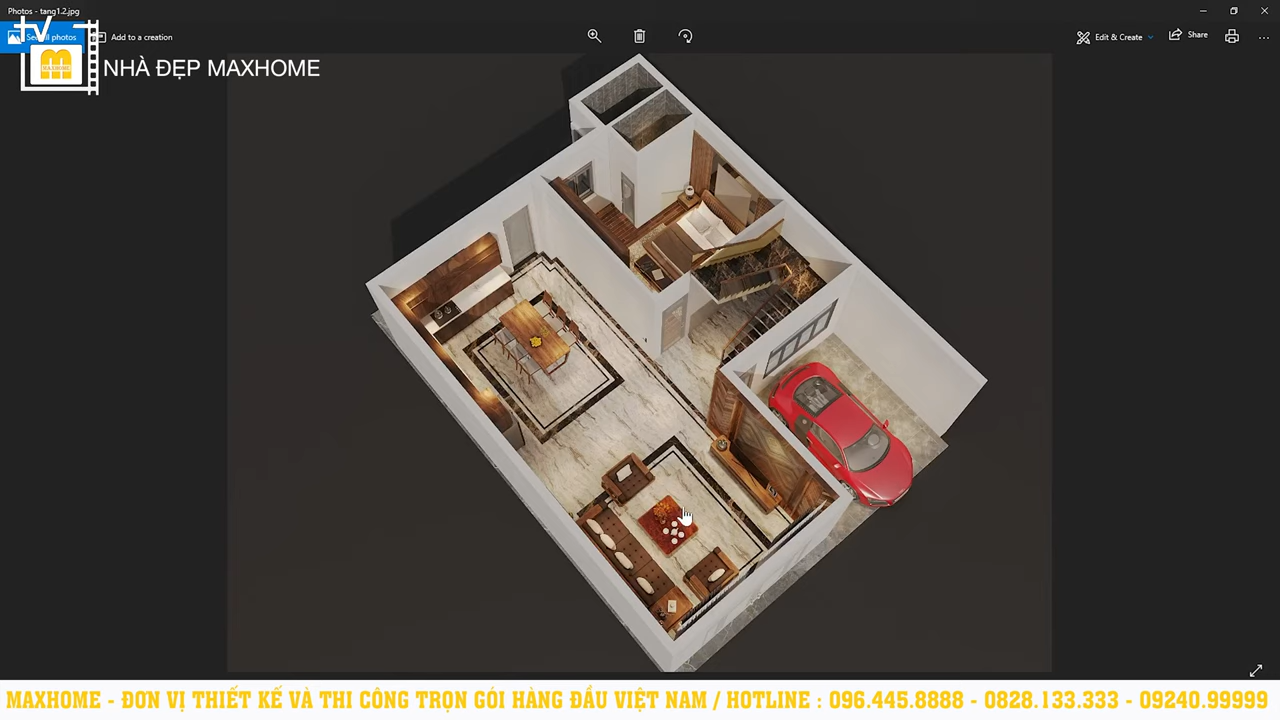 Photos - tang1.2.jpg
tv
See all photos
Add to a creation
Edit & Create
Share
MAXHOME
NHÀ ĐẸP MAXHOME
MAXHOME - ĐƠN VỊ THIẾT KẾ VÀ THI CÔNG TRỌN GÓI HÀNG ĐẦU VIỆT NAM / HOTLINE : 096.445.8888 - 0828.133.333 - 09240.99999